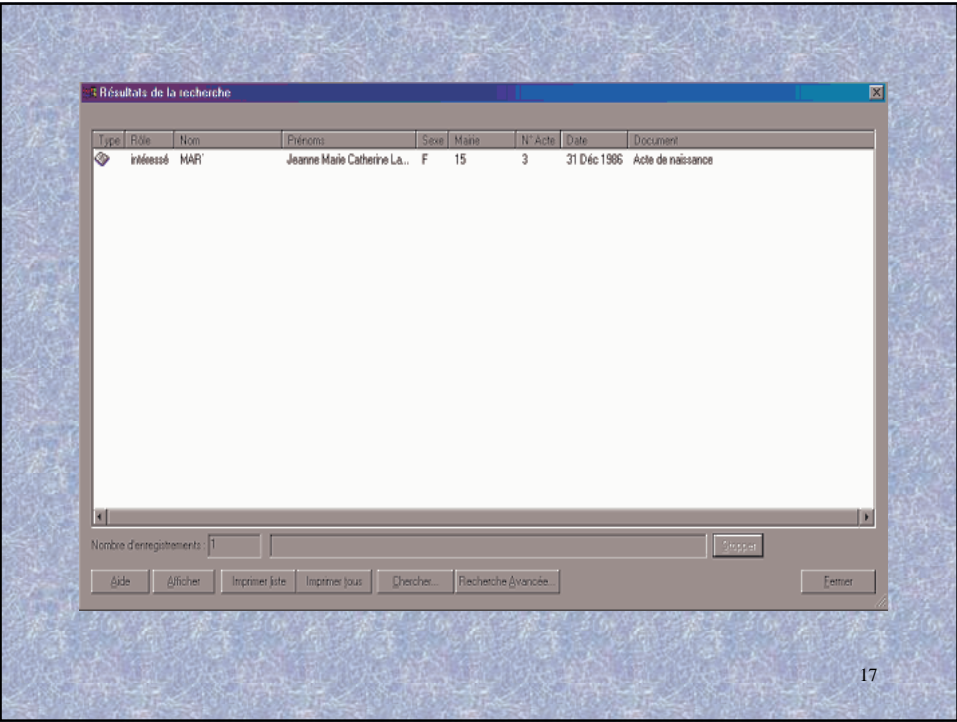 Résultats de la recherche
Type Rôle Nom Prénoms Sexe Mairie N° Acte Date Document
intéressé MAR' Jeanne Marie Catherine La... F 15 3 31 Déc 1986 Acte de naissance
Nombre d'enregistrements : 1 Stopper
Aide Afficher Imprimer liste Imprimer tous Chercher... Recherche Avancée... Fermer
17